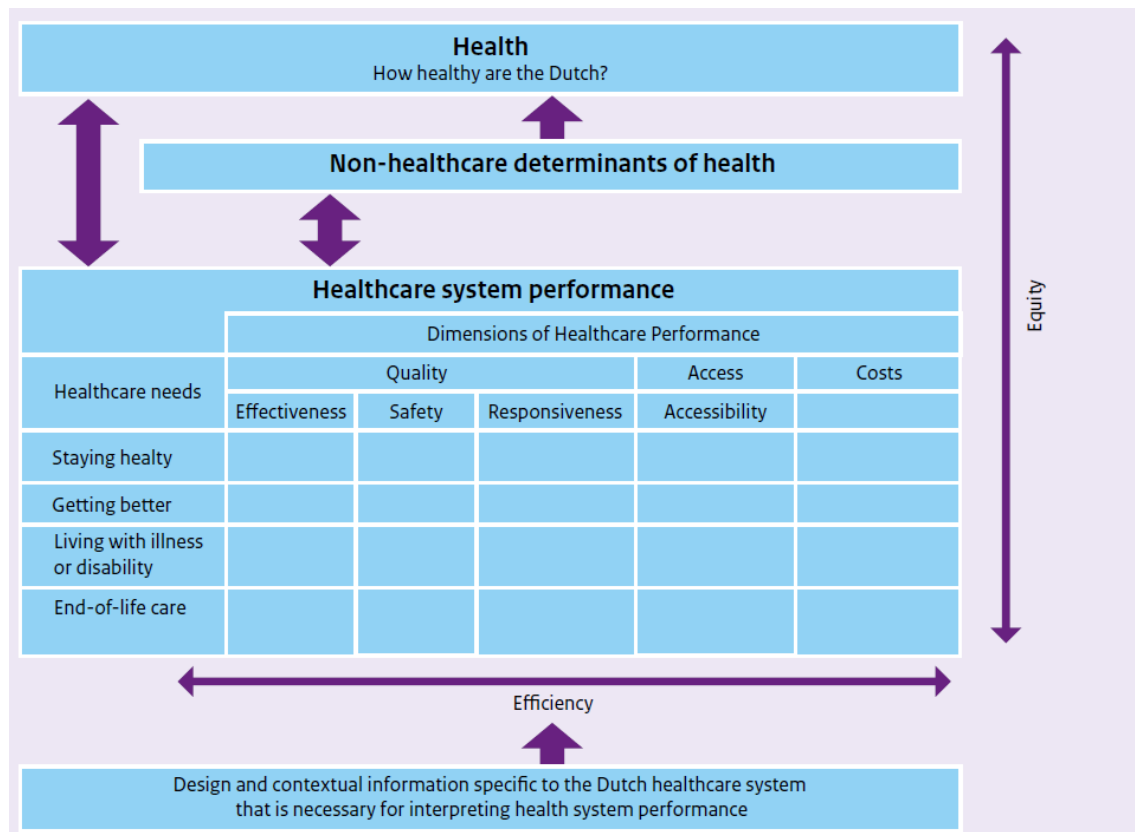 Health
How healthy are the Dutch?
Non-healthcare determinants of health
Healthcare system performance
Dimensions of Healthcare Performance
Healthcare needs
Quality
Access
Costs
Effectiveness
Safety
Responsiveness
Accessibility
Staying healty
Getting better
Living with illness
or disability
End-of-life care
Equity
Efficiency
Design and contextual information specific to the Dutch healthcare system
that is necessary for interpreting health system performance